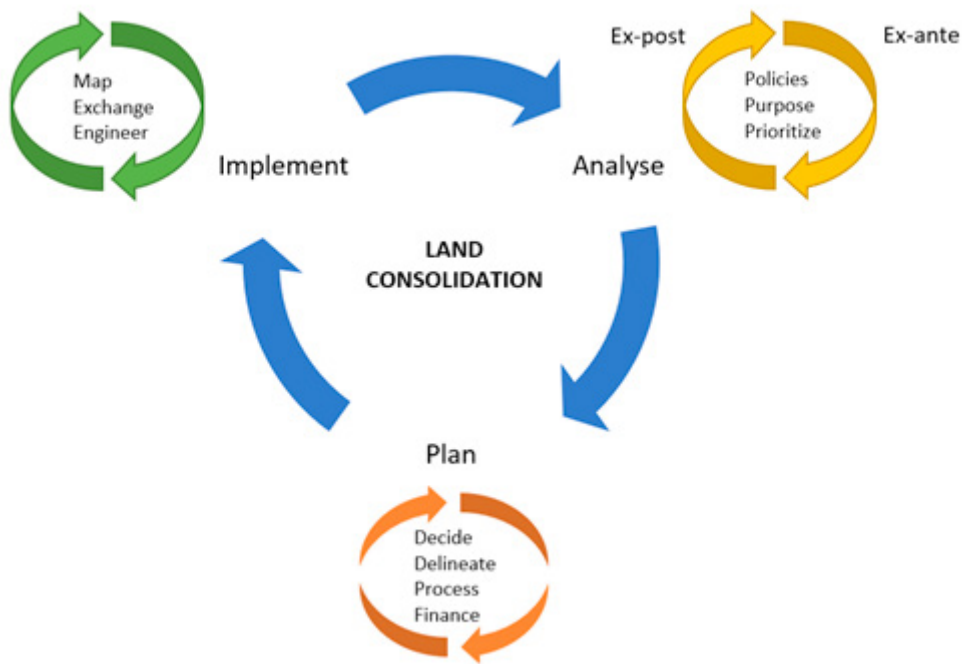 Ex-post
Ex-ante
Map
Exchange
Engineer
Policies
Purpose
Prioritize
Implement
Analyse
LAND
CONSOLIDATION
Plan
Decide
Delineate
Process
Finance